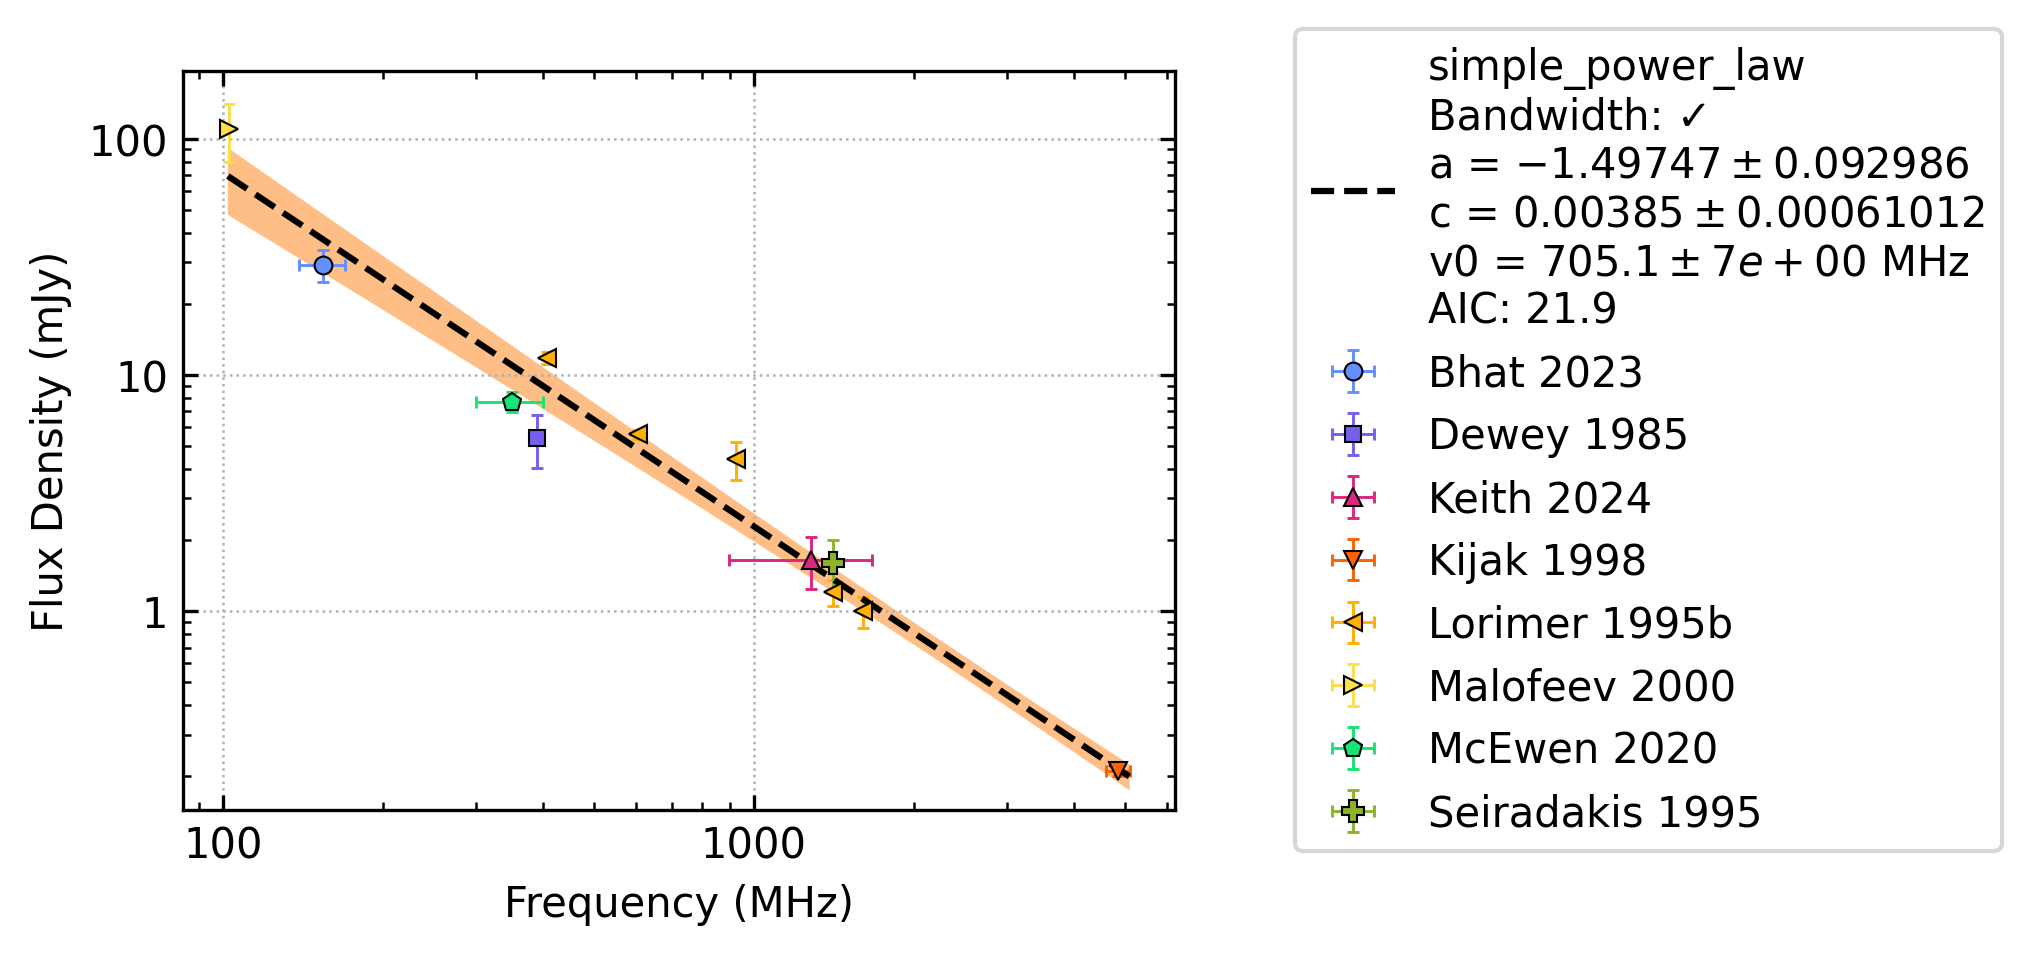 100
10
1
Flux Density (mJy)
100
1000
Frequency (MHz)
simple_power_law
Bandwidth: ✓
a = −1.49747 ± 0.092986
c = 0.00385 ± 0.00061012
v0 = 705.1 ± 7e + 00 MHz
AIC: 21.9
Bhat 2023
Dewey 1985
Keith 2024
Kijak 1998
Lorimer 1995b
Malofeev 2000
McEwen 2020
Seiradakis 1995